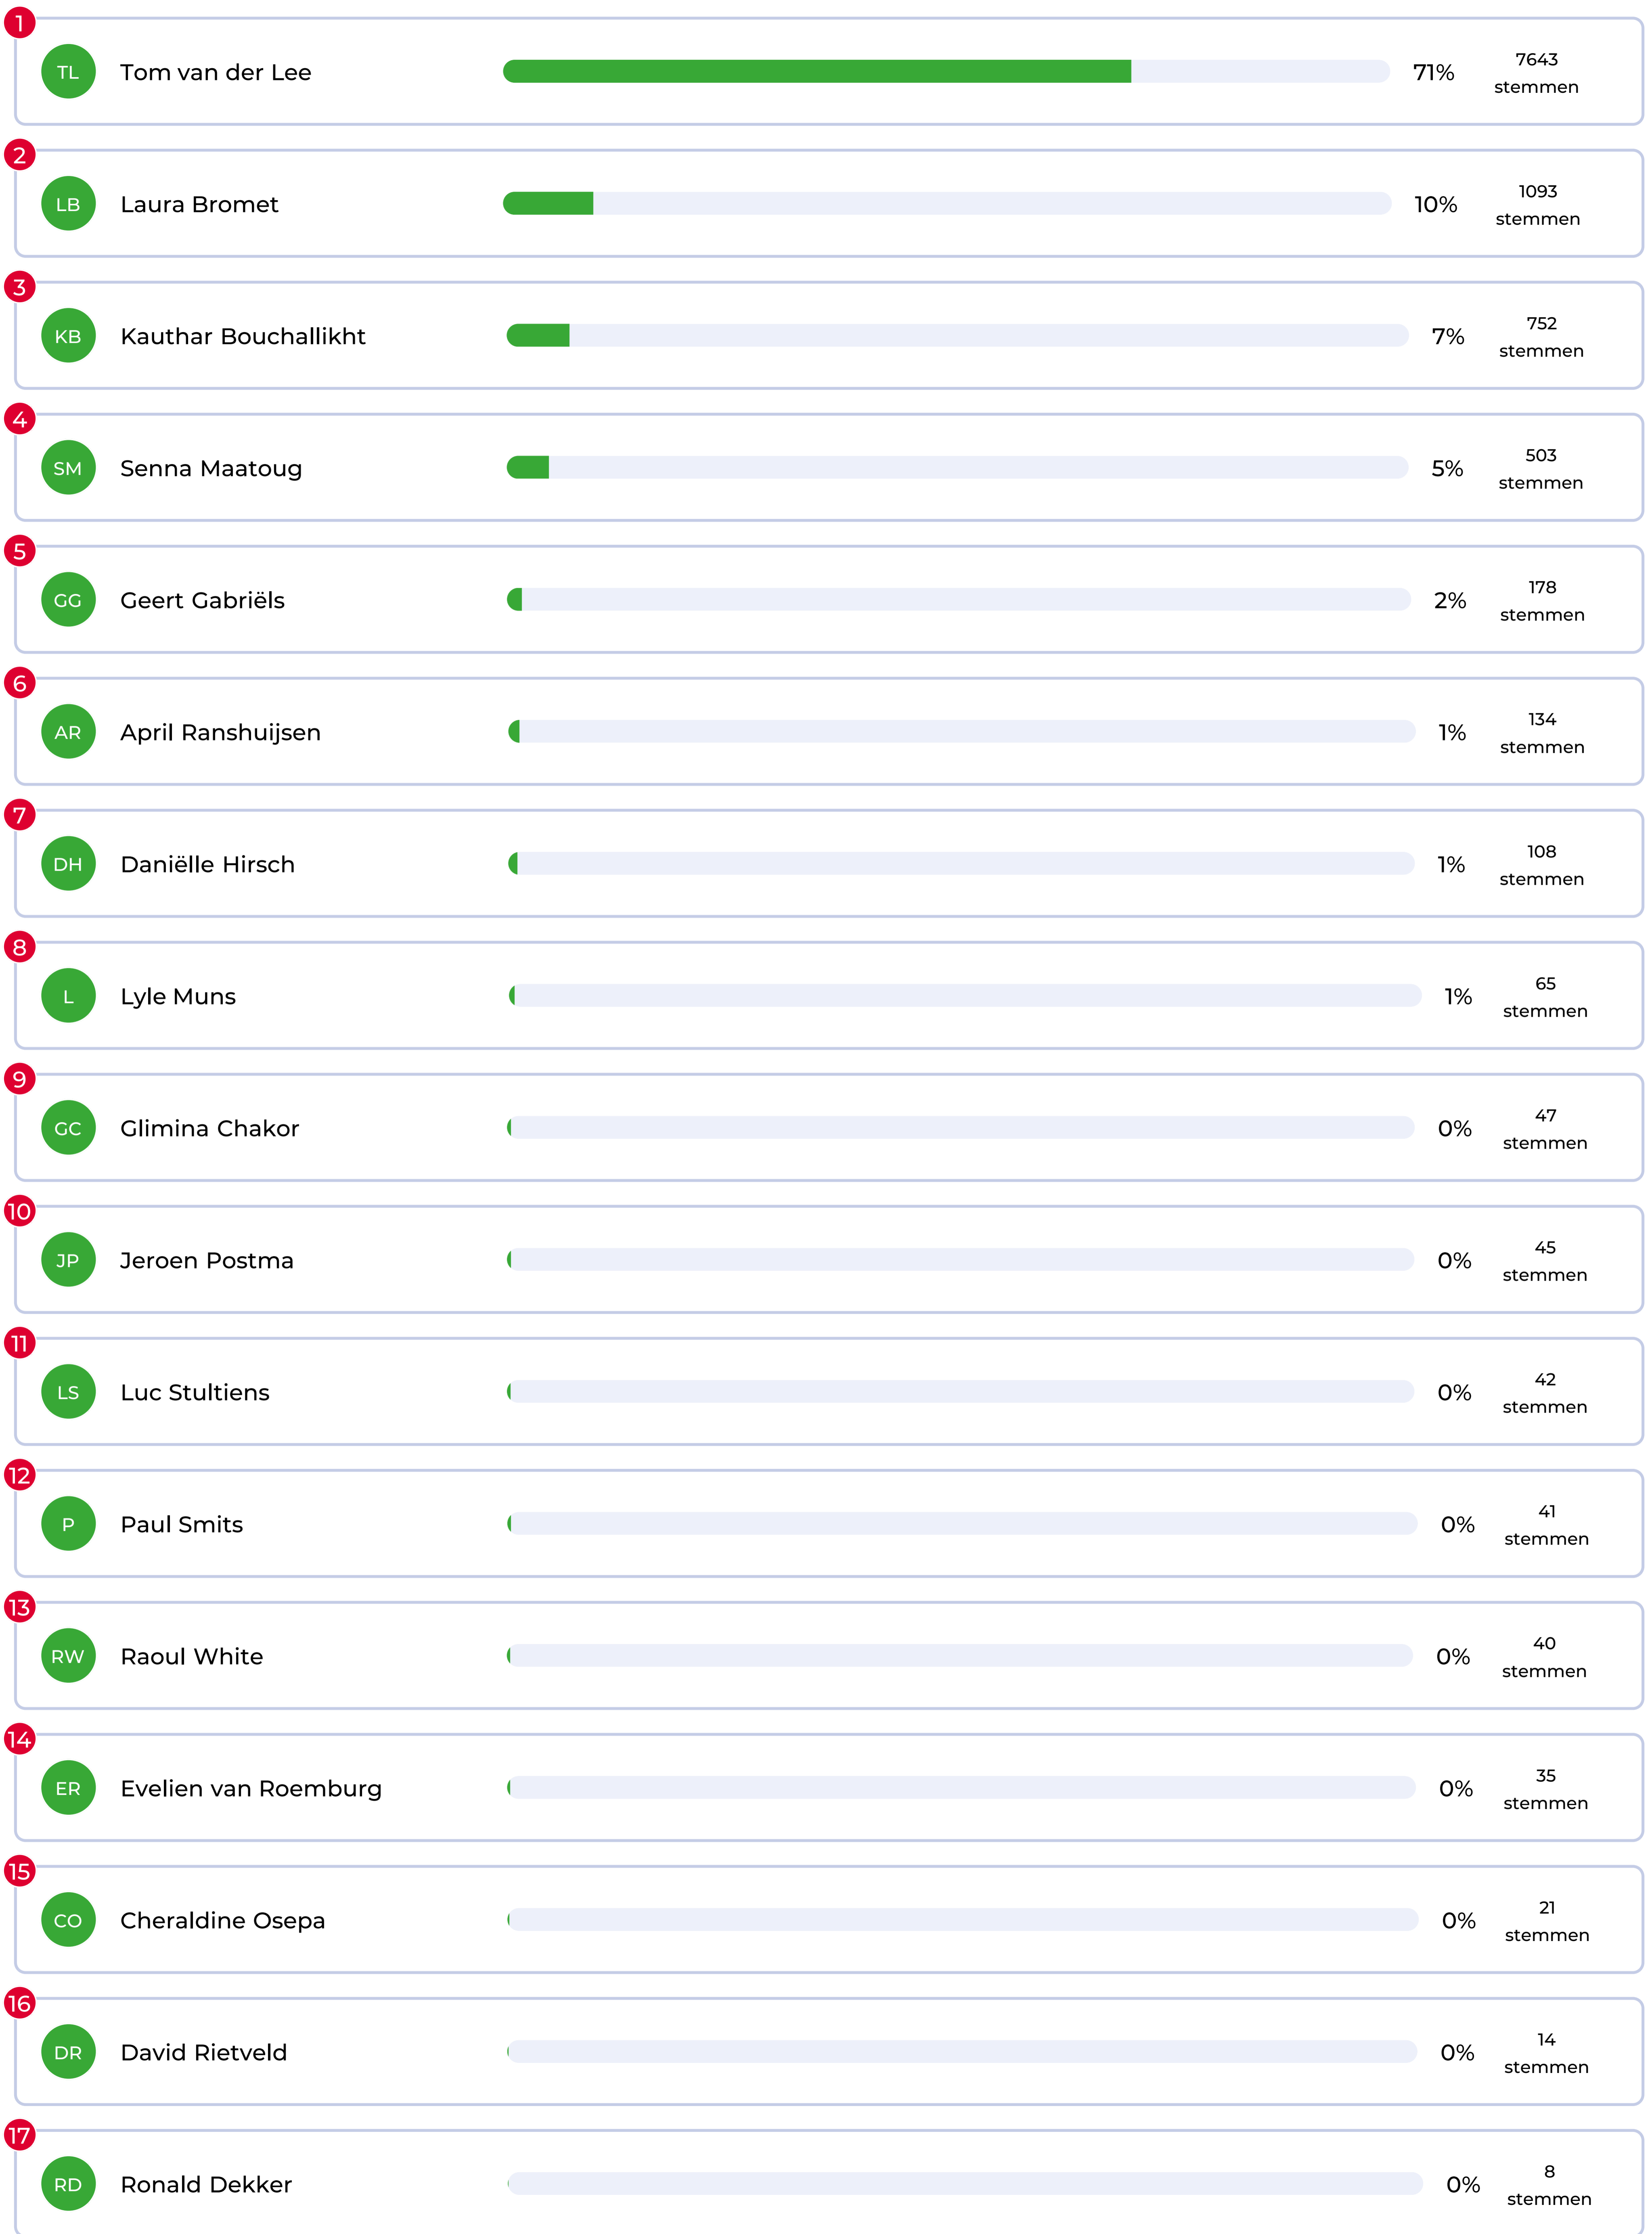 1
TL Tom van der Lee 71% 7643
stemmen
2
LB Laura Bromet 10% 1093
stemmen
3
KB Kauthar Bouchallikht 7% 752
stemmen
4
SM Senna Maatoug 5% 503
stemmen
5
GG Geert Gabriëls 2% 178
stemmen
6
AR April Ranshuijsen 1% 134
stemmen
7
DH Daniëlle Hirsch 1% 108
stemmen
8
L Lyle Muns 1% 65
stemmen
9
GC Glimina Chakor 0% 47
stemmen
10
JP Jeroen Postma 0% 45
stemmen
11
LS Luc Stultiens 0% 42
stemmen
12
P Paul Smits 0% 41
stemmen
13
RW Raoul White 0% 40
stemmen
14
ER Evelien van Roemburg 0% 35
stemmen
15
CO Cheraldine Osepa 0% 21
stemmen
16
DR David Rietveld 0% 14
stemmen
17
RD Ronald Dekker 0% 8
stemmen